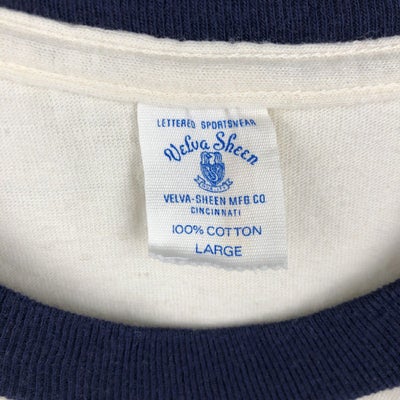 LETTERED SPORTSWEAR
Velva Sheen
VELVA-SHEEN MFG CO.
CINCINNATI
100% COTTON
LARGE